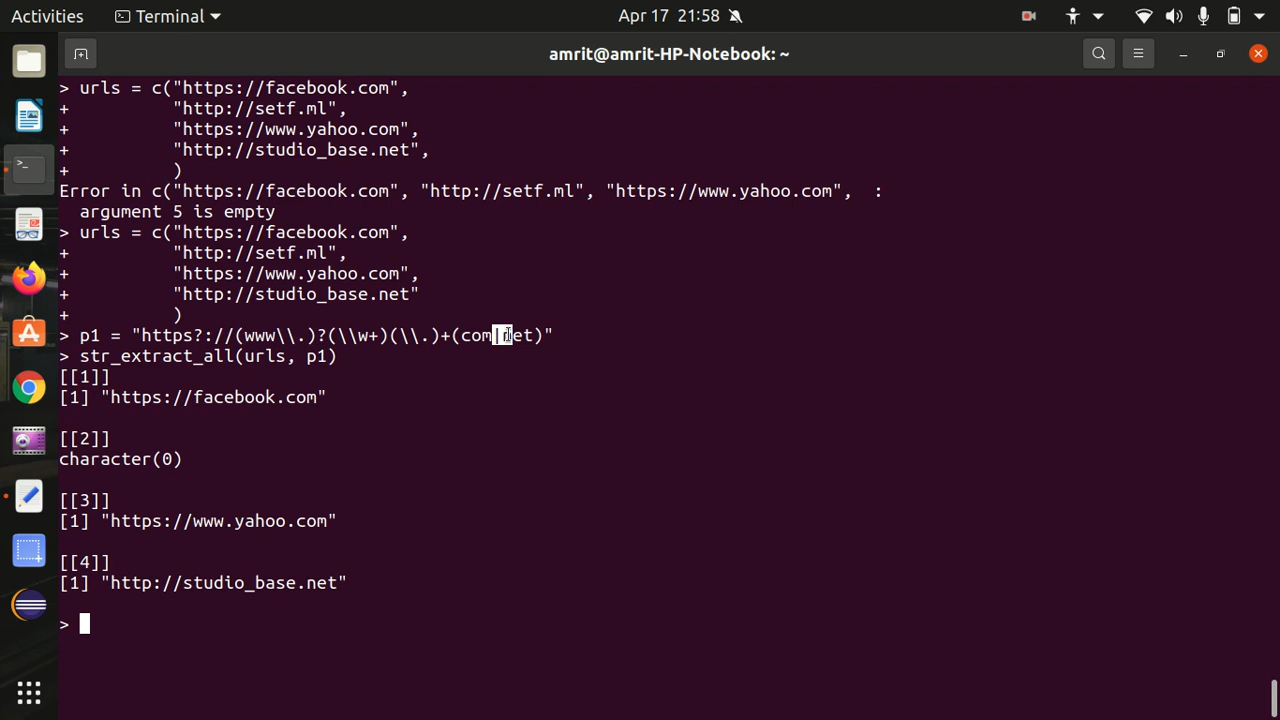 Activities Terminal Apr 17 21:58
amrit@amrit-HP-Notebook: ~
> urls = c("https://facebook.com",
+          "http://setf.ml",
+          "https://www.yahoo.com",
+          "http://studio_base.net",
+          )
Error in c("https://facebook.com", "http://setf.ml", "https://www.yahoo.com",  :
  argument 5 is empty
> urls = c("https://facebook.com",
+          "http://setf.ml",
+          "https://www.yahoo.com",
+          "http://studio_base.net"
+          )
> p1 = "https?://(www\\.)?(\\w+)(\\.)+(com|net)"
> str_extract_all(urls, p1)
[[1]]
[1] "https://facebook.com"
[[2]]
character(0)
[[3]]
[1] "https://www.yahoo.com"
[[4]]
[1] "http://studio_base.net"
>